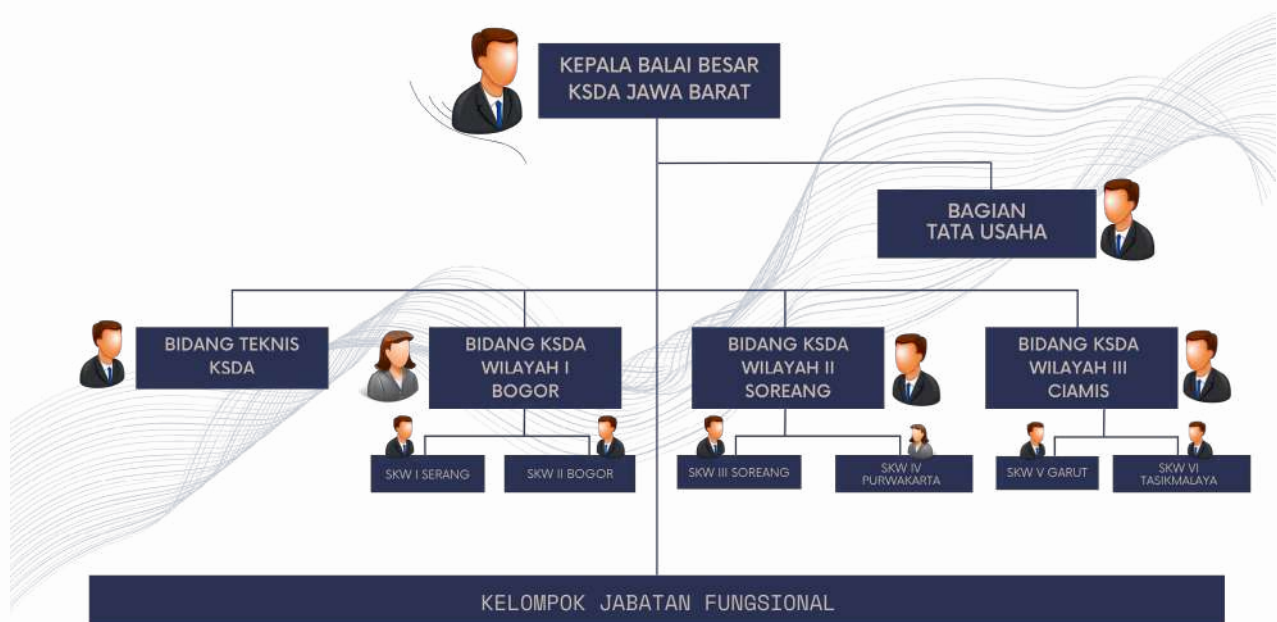 KEPALA BALAI BESAR
KSDA JAWA BARAT
BAGIAN
TATA USAHA
BIDANG TEKNIS
KSDA
BIDANG KSDA
WILAYAH I
BOGOR
BIDANG KSDA
WILAYAH II
SOREANG
BIDANG KSDA
WILAYAH III
CIAMIS
SKW I SERANG
SKW II BOGOR
SKW III SOREANG
SKW IV
PURWAKARTA
SKW V GARUT
SKW VI
TASIKMALAYA
KELOMPOK JABATAN FUNGSIONAL